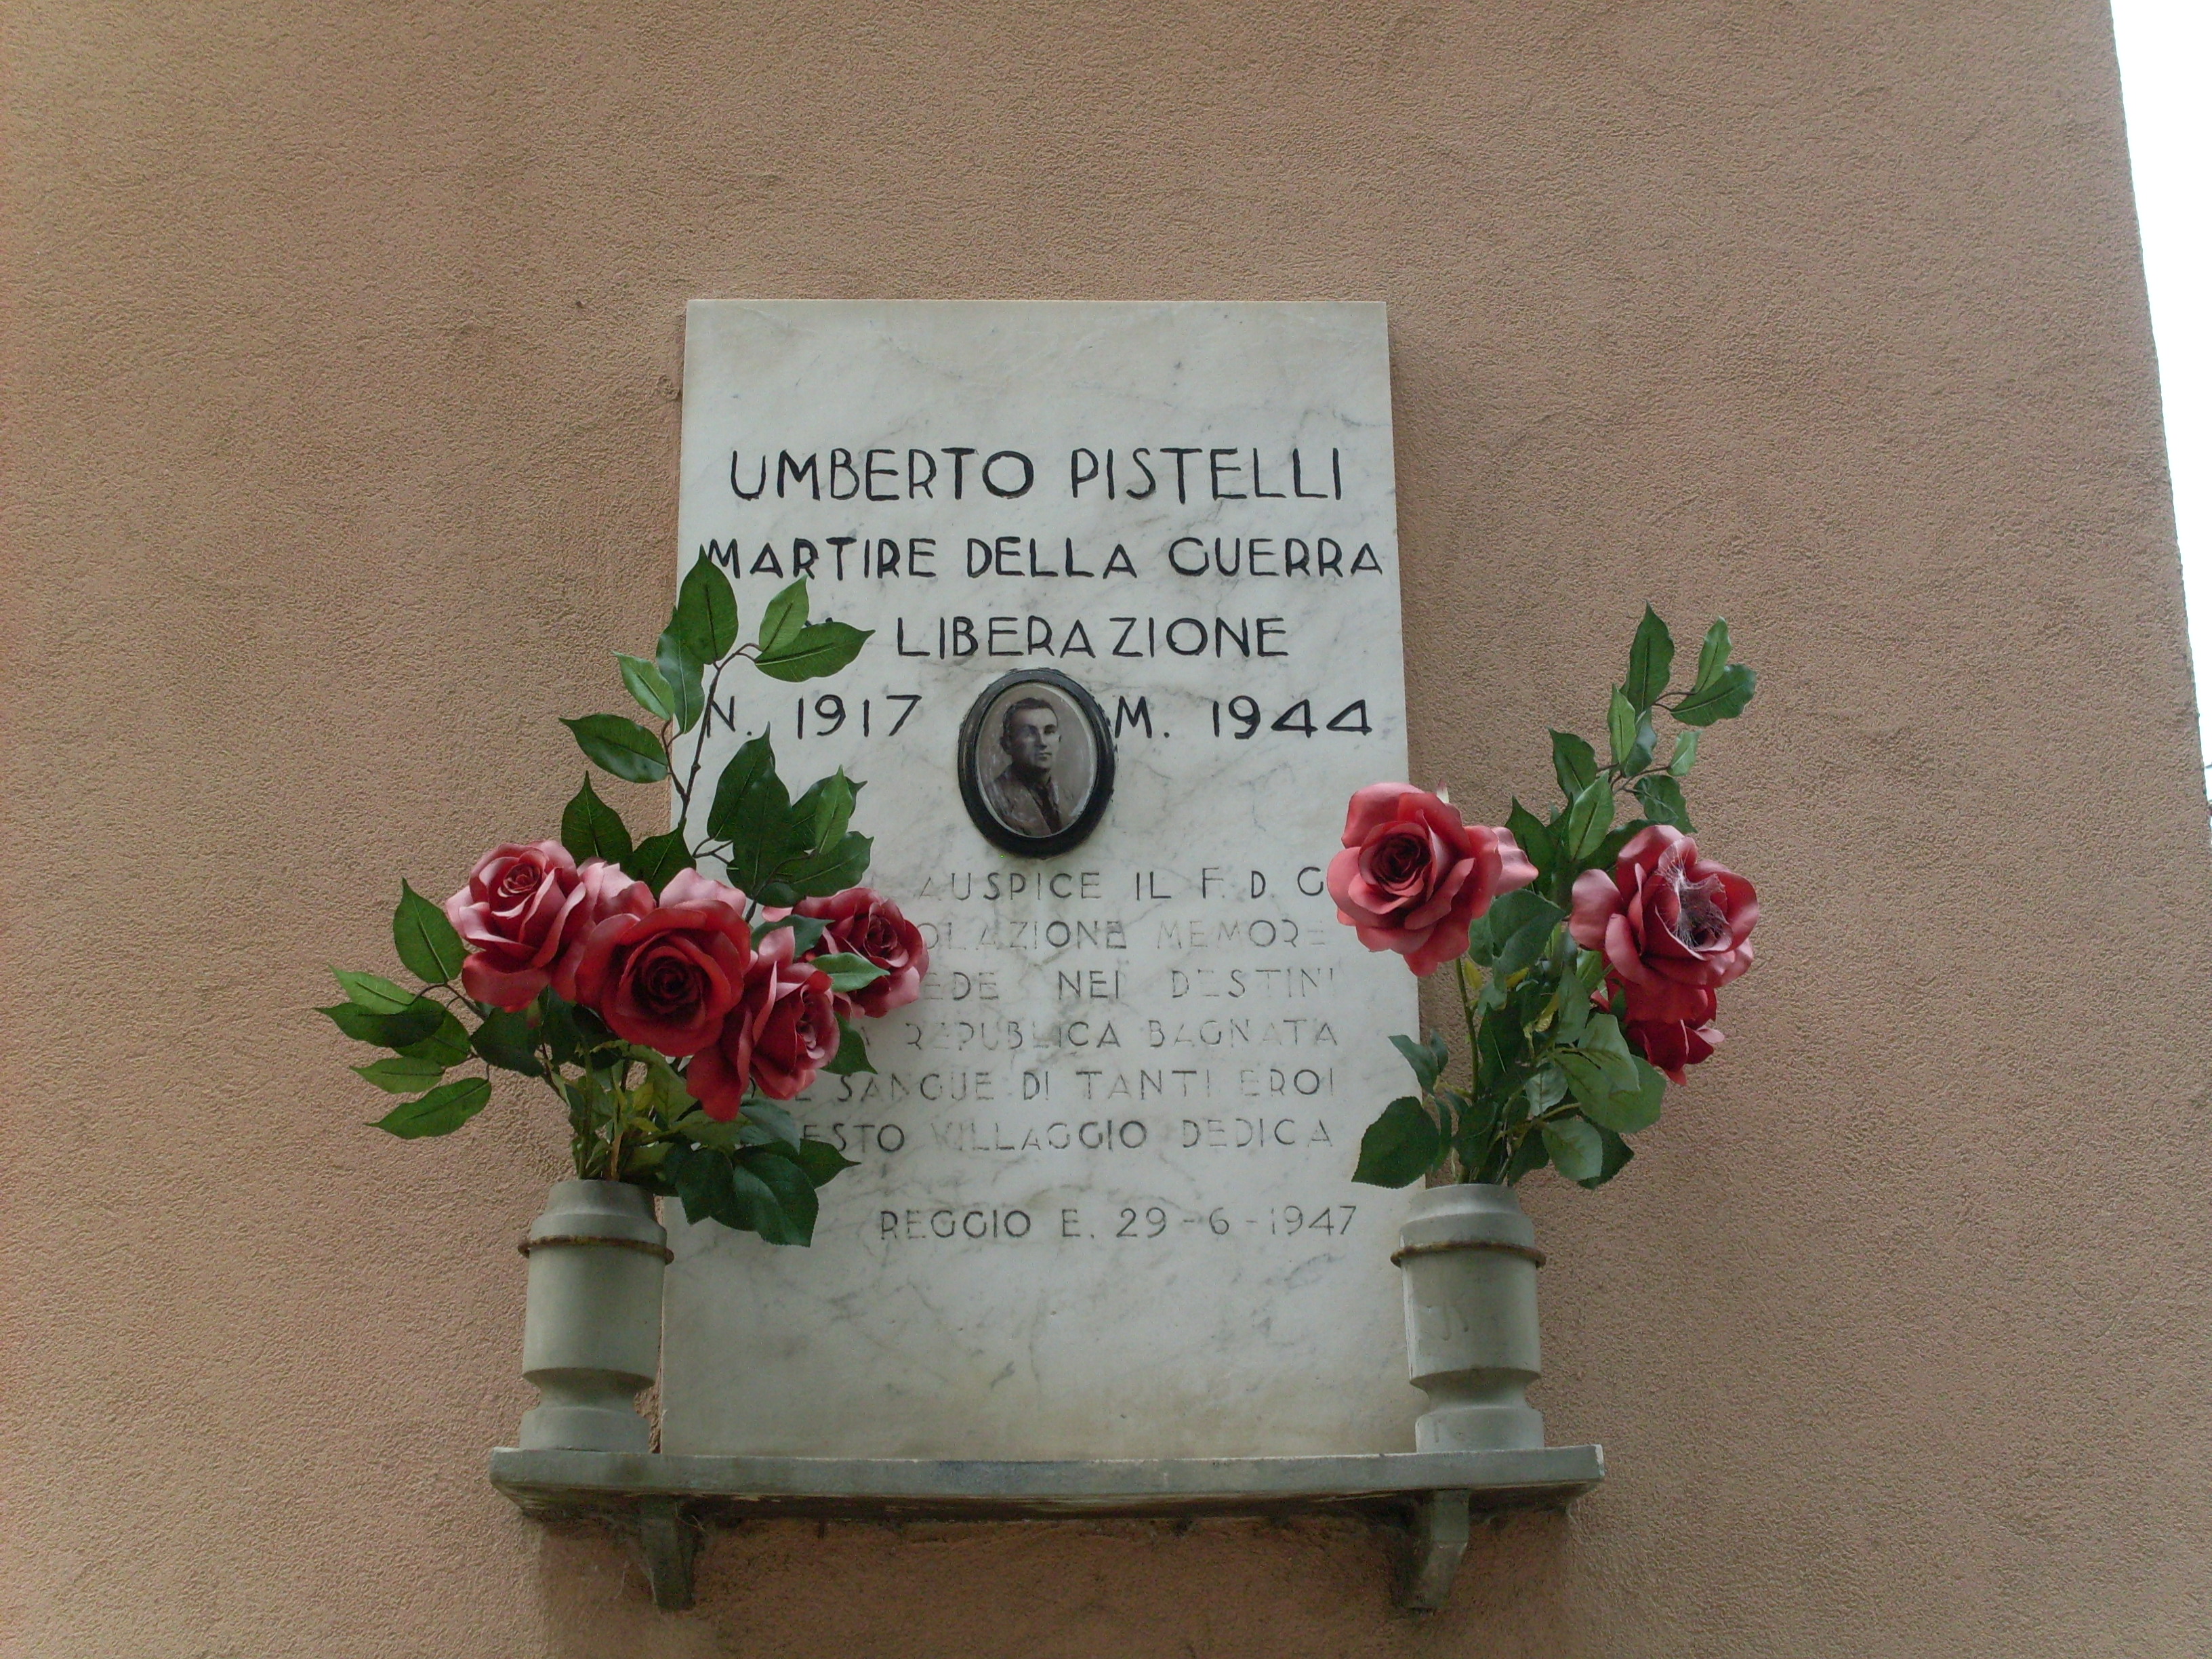 UMBERTO PISTELLI
MARTIRE DELLA GUERRA
LIBERAZIONE
N. 1917 M. 1944
AUSPICE IL F. D. G
MEMORE
NEI DESTINI
REPUBLICA BAGNATA
SANGUE DI TANTI EROI
VILLAGGIO DEDICA
REGGIO E. 29-6-1947